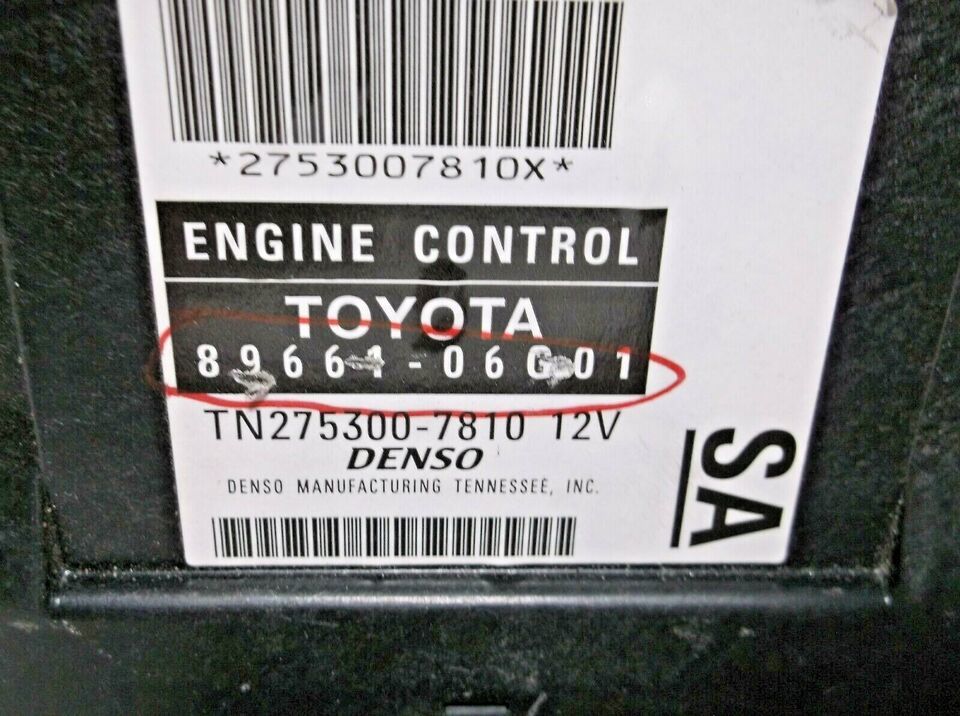 *2753007810X*
ENGINE CONTROL
TOYOTA
89661-06G01
TN275300-7810 12V
DENSO
DENSO MANUFACTURING TENNESSEE, INC.
SA